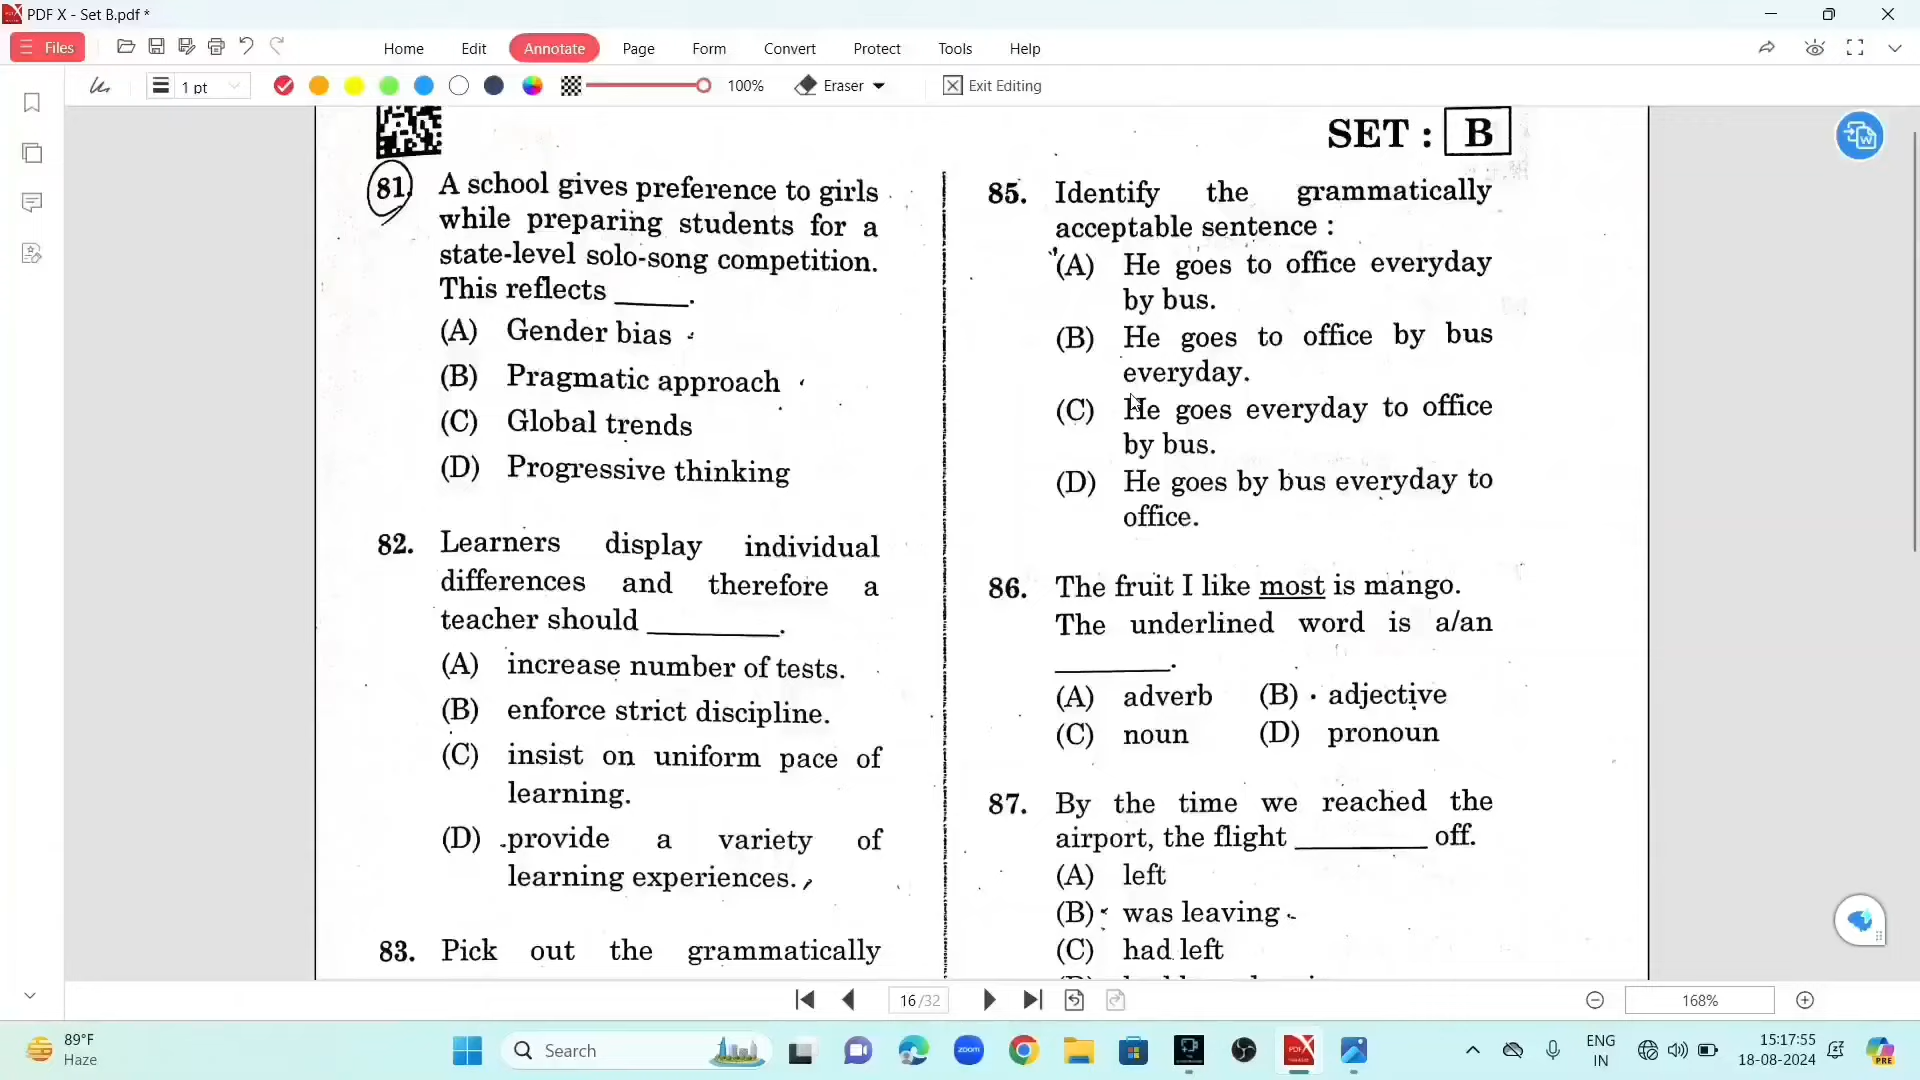 PDF X - Set B.pdf *
Files
Home Edit Annotate Page Form Convert Protect Tools Help
1 pt
100%
Eraser
Exit Editing
SET : B
81. A school gives preference to girls
while preparing students for a
state-level solo-song competition.
This reflects _____.
(A) Gender bias
(B) Pragmatic approach
(C) Global trends
(D) Progressive thinking
82. Learners display individual
differences and therefore a
teacher should _________.
(A) increase number of tests.
(B) enforce strict discipline.
(C) insist on uniform pace of
learning.
(D) provide a variety of
learning experiences.
83. Pick out the grammatically
85. Identify the grammatically
acceptable sentence :
(A) He goes to office everyday
by bus.
(B) He goes to office by bus
everyday.
(C) He goes everyday to office
by bus.
(D) He goes by bus everyday to
office.
86. The fruit I like most is mango.
The underlined word is a/an
________.
(A) adverb (B) adjective
(C) noun (D) pronoun
87. By the time we reached the
airport, the flight _________ off.
(A) left
(B) was leaving
(C) had left
16 /32
168%
89°F
Haze
Search
zoom
ENG
IN
15:17:55
18-08-2024
PRE